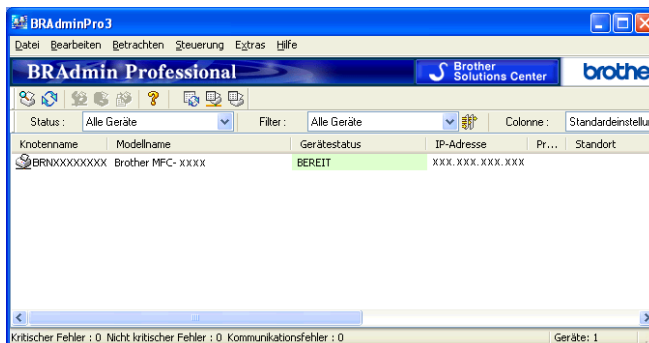 BRAdminPro3
Datei Bearbeiten Betrachten Steuerung Extras Hilfe
BRAdmin Professional Brother Solutions Center brothe
Status : Alle Geräte Filter : Alle Geräte Colonne : Standardeinstellu
Knotenname Modellname Gerätestatus IP-Adresse Pr... Standort
BRNXXXXXXXX Brother MFC- xxxx BEREIT XXX.XXX.XXX.XXX
Kritischer Fehler : 0 Nicht kritischer Fehler : 0 Kommunikationsfehler : 0 Geräte: 1